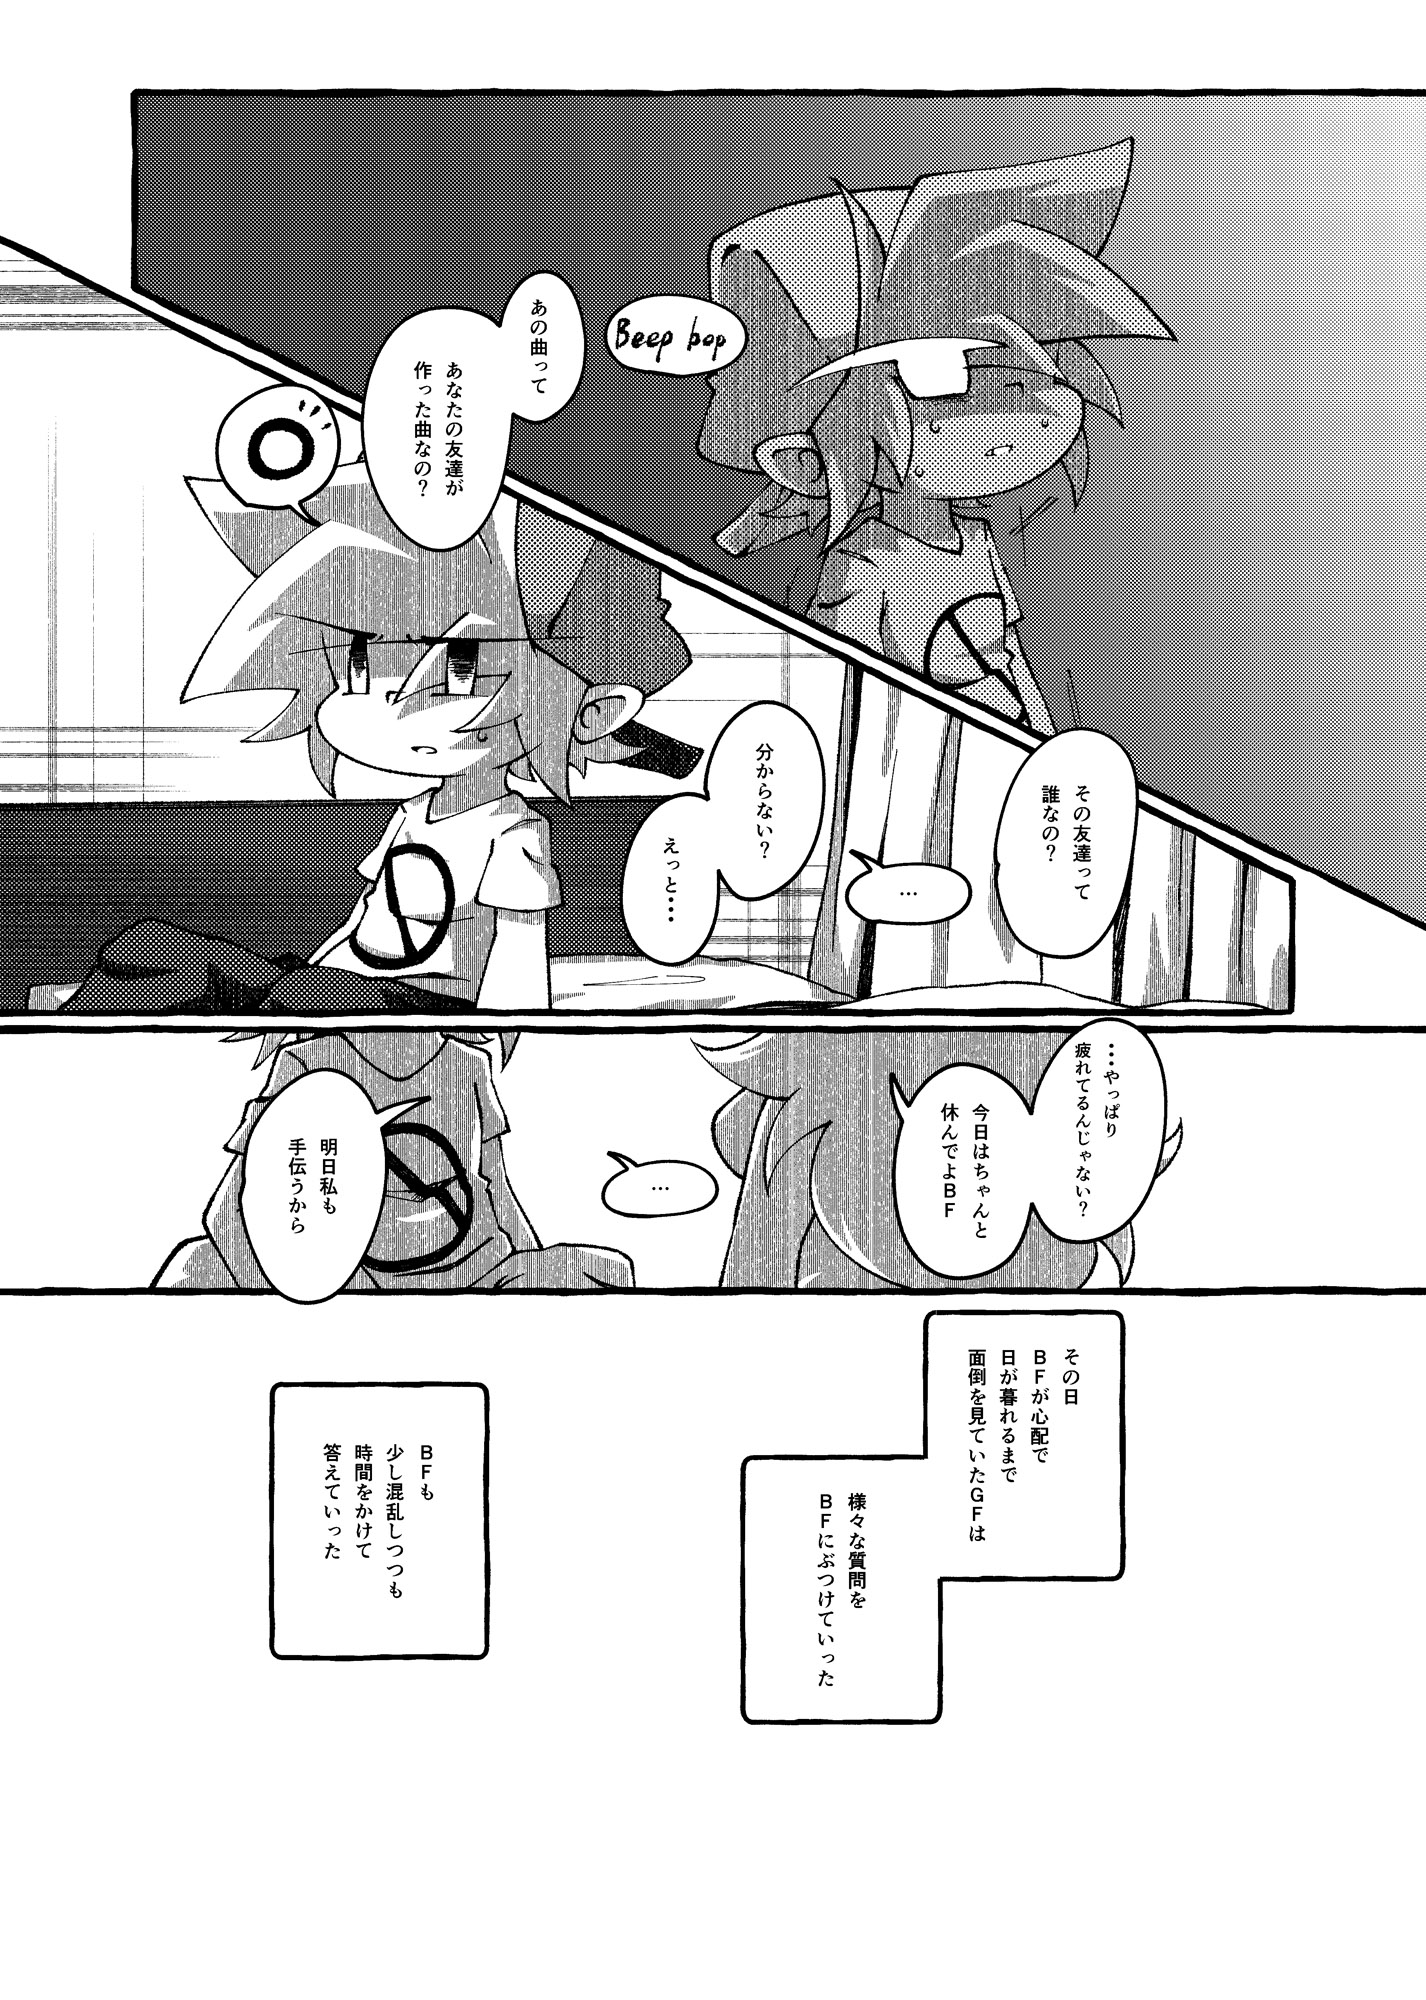 Beep bop
あの曲って
あなたの友達が
作った曲なの？
その友達って
誰なの？
…
分からない？
えっと・・・
・・・やっぱり
疲れてるんじゃない？
今日はちゃんと
休んでよＢＦ
…
明日私も
手伝うから
その日
ＢＦが心配で
日が暮れるまで
面倒を見ていたＧＦは
様々な質問を
ＢＦにぶつけていった
ＢＦも
少し混乱しつつも
時間をかけて
答えていった